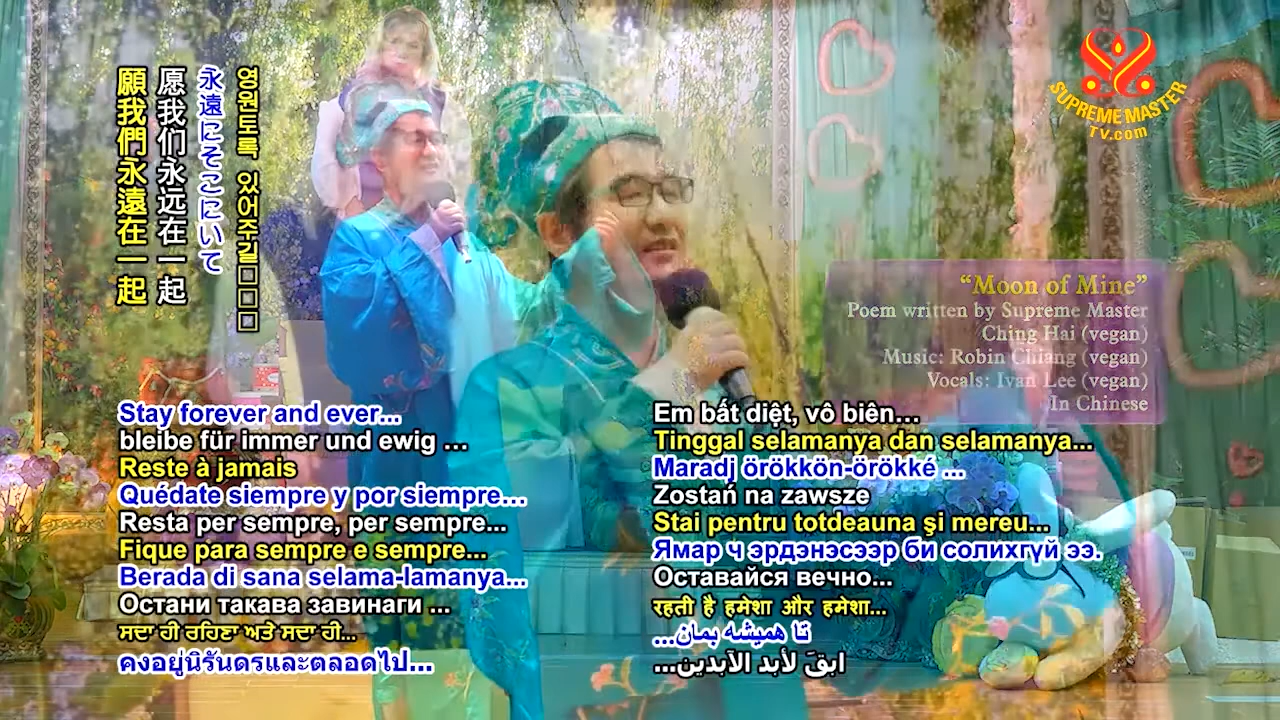 願我們永遠在一起
愿我们永远在一起
永遠にそこにいて
영원토록, 있어주길□□□
SUPREME MASTER
TV.com
“Moon of Mine”
Poem written by Supreme Master
Ching Hai (vegan)
Music: Robin Chiang (vegan)
Vocals: Ivan Lee (vegan)
In Chinese
Stay forever and ever...
bleibe für immer und ewig …
Reste à jamais
Quédate siempre y por siempre...
Resta per sempre, per sempre...
Fique para sempre e sempre...
Berada di sana selama-lamanya...
Остани такава завинаги ...
ਸਦਾ ਹੀ ਰਹਿਣਾ ਅਤੇ ਸਦਾ ਹੀ...
คงอยู่นิรันดรและตลอดไป...
Em bất diệt, vô biên…
Tinggal selamanya dan selamanya...
Maradj örökkön-örökké ...
Zostań na zawsze
Stai pentru totdeauna şi mereu...
Ямар ч эрдэнэсээр би солихгүй ээ.
Оставайся вечно...
रहती है हमेशा और हमेशा...
تا همیشه بمان...
ابقَ لأبد الآبدين...